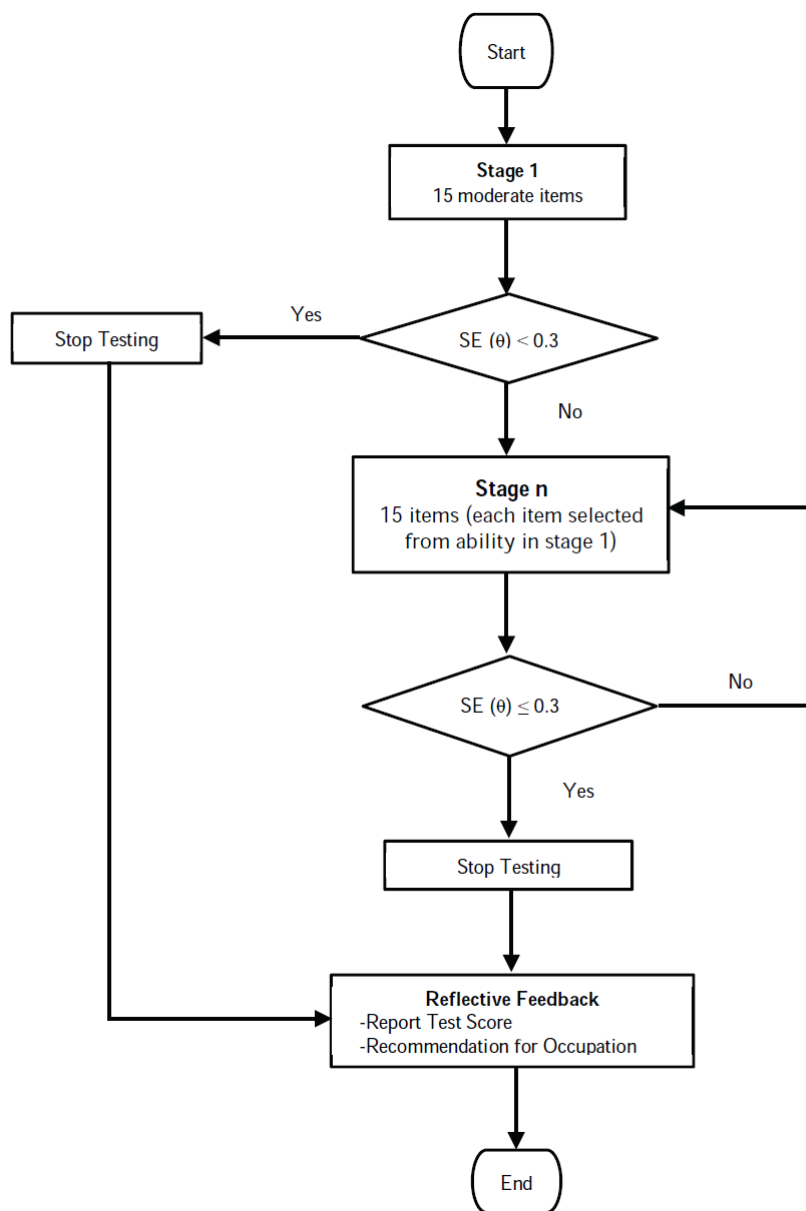 Start
Stage 1
15 moderate items
Yes
Stop Testing
SE (θ) < 0.3
No
Stage n
15 items (each item selected
from ability in stage 1)
No
SE (θ) ≤ 0.3
Yes
Stop Testing
Reflective Feedback
-Report Test Score
-Recommendation for Occupation
End